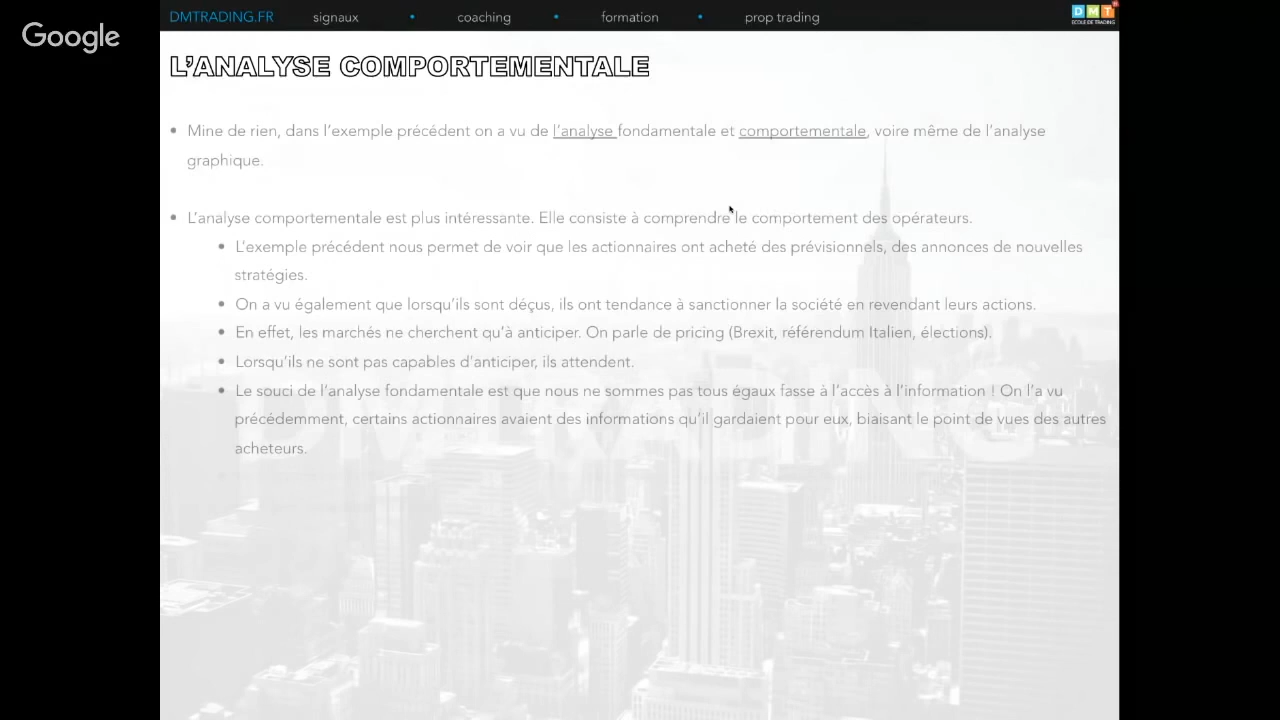 Google
DMTRADING.FR signaux • coaching • formation • prop trading
DMT
ECOLE DE TRADING
L'ANALYSE COMPORTEMENTALE
• Mine de rien, dans l'exemple précédent on a vu de l'analyse fondamentale et comportementale, voire même de l'analyse
graphique.
• L'analyse comportementale est plus intéressante. Elle consiste à comprendre le comportement des opérateurs.
• L'exemple précédent nous permet de voir que les actionnaires ont acheté des prévisionnels, des annonces de nouvelles
stratégies.
• On a vu également que lorsqu'ils sont déçus, ils ont tendance à sanctionner la société en revendant leurs actions.
• En effet, les marchés ne cherchent qu'à anticiper. On parle de pricing (Brexit, référendum Italien, élections).
• Lorsqu'ils ne sont pas capables d'anticiper, ils attendent.
• Le souci de l'analyse fondamentale est que nous ne sommes pas tous égaux fasse à l'accès à l'information ! On l'a vu
précédemment, certains actionnaires avaient des informations qu'il gardaient pour eux, biaisant le point de vues des autres
acheteurs.